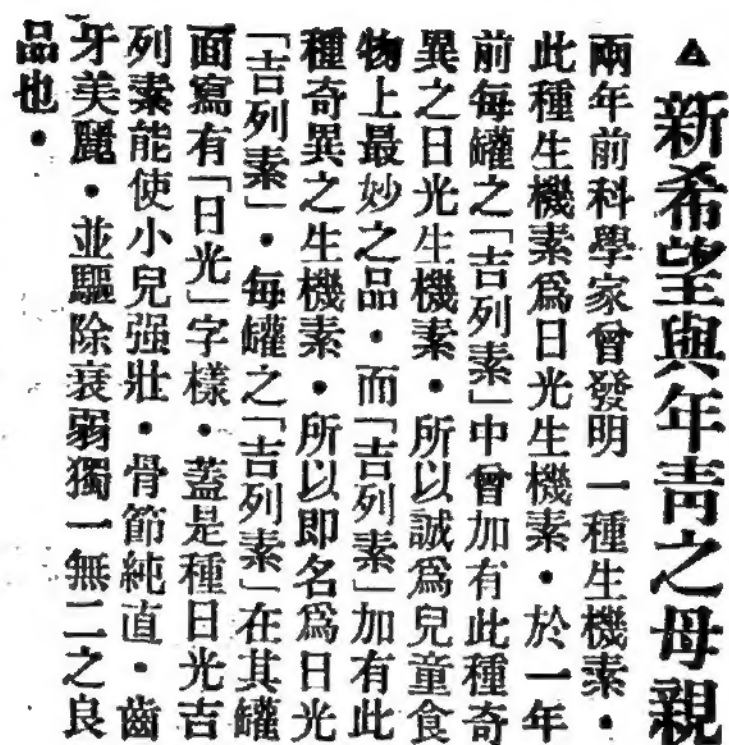 ▲新希望與年靑之母親
兩年前科學家曾發明一種生機素・
此種生機素爲日光生機素・於一年
前每罐之「吉列素」中曾加有此種奇
異之日光生機素・所以誠爲兒童食
物上最妙之品・而「吉列素」加有此
種奇異之生機素・所以即名爲日光
「吉列素」・每罐之「吉列素」在其罐
面寫有「日光」字樣・蓋是種日光吉
列素能使小兒强壯・骨節純直・齒
牙美麗・並驅除衰弱獨一無二之良
品也・